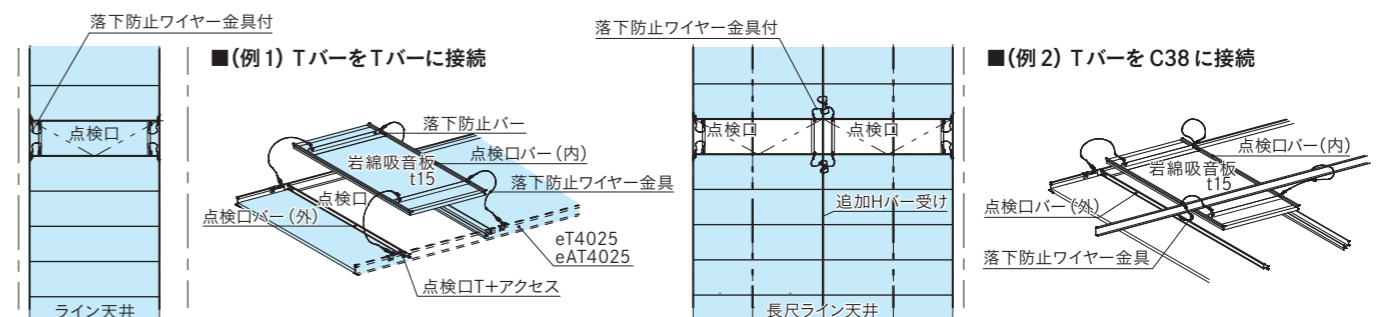 落下防止ワイヤー金具付
点検口
ライン天井
■(例1) TバーをTバーに接続
落下防止バー
点検口バー(内)
岩綿吸音板
t15
落下防止ワイヤー金具
点検口
点検口バー(外)
eT4025
eAT4025
点検口T+アクセス
落下防止ワイヤー金具付
点検口
点検口
追加Hバー受け
長尺ライン天井
■(例2) TバーをC38に接続
点検口バー(内)
岩綿吸音板
t15
点検口バー(外)
落下防止ワイヤー金具